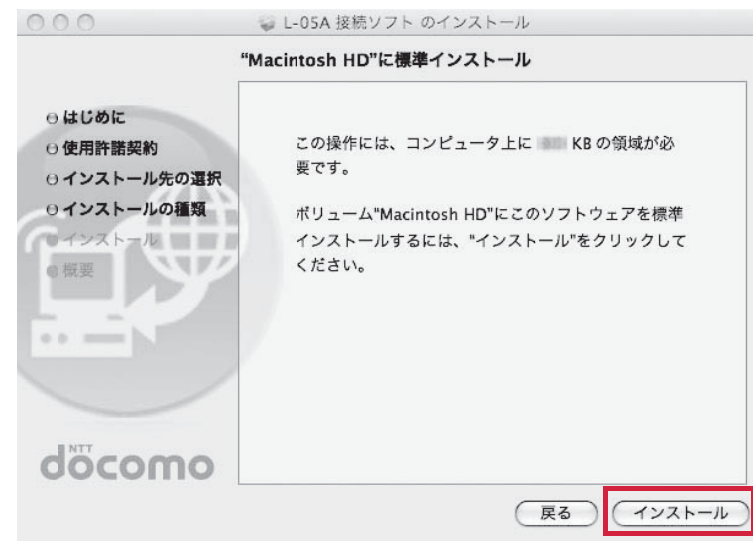 L-05A 接続ソフト のインストール
“Macintosh HD”に標準インストール
はじめに
使用許諾契約
インストール先の選択
インストールの種類
インストール
概要
この操作には、コンピュータ上に KB の領域が必
要です。
ボリューム"Macintosh HD"にこのソフトウェアを標準
インストールするには、"インストール"をクリックして
ください。
NTT
döcomo
戻る
インストール